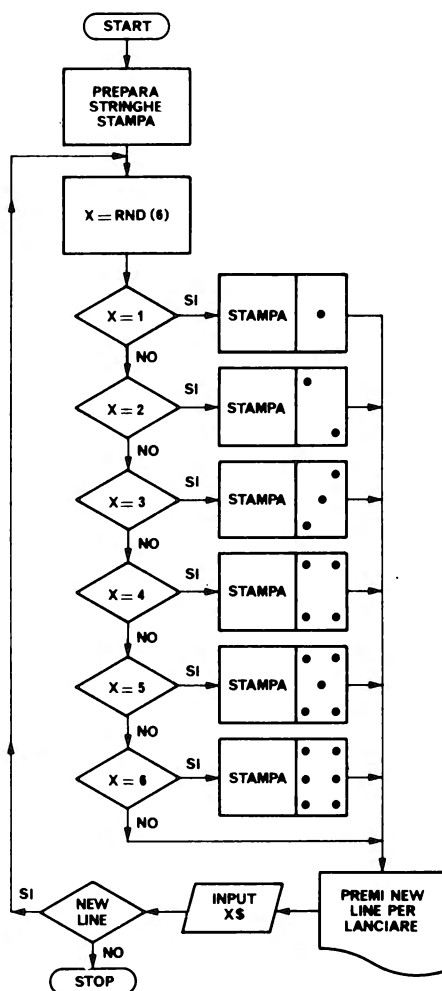 START
PREPARA
STRINGHE
STAMPA
X = RND (6)
X = 1
SI
STAMPA
NO
X = 2
SI
STAMPA
NO
X = 3
SI
STAMPA
NO
X = 4
SI
STAMPA
NO
X = 5
SI
STAMPA
NO
X = 6
SI
STAMPA
NO
PREMI NEW
LINE PER
LANCIARE
INPUT
X$
NEW
LINE
SI
NO
STOP